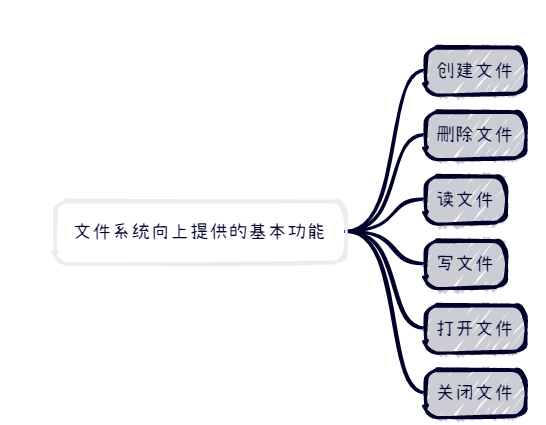 文件系统向上提供的基本功能
创建文件
删除文件
读文件
写文件
打开文件
关闭文件